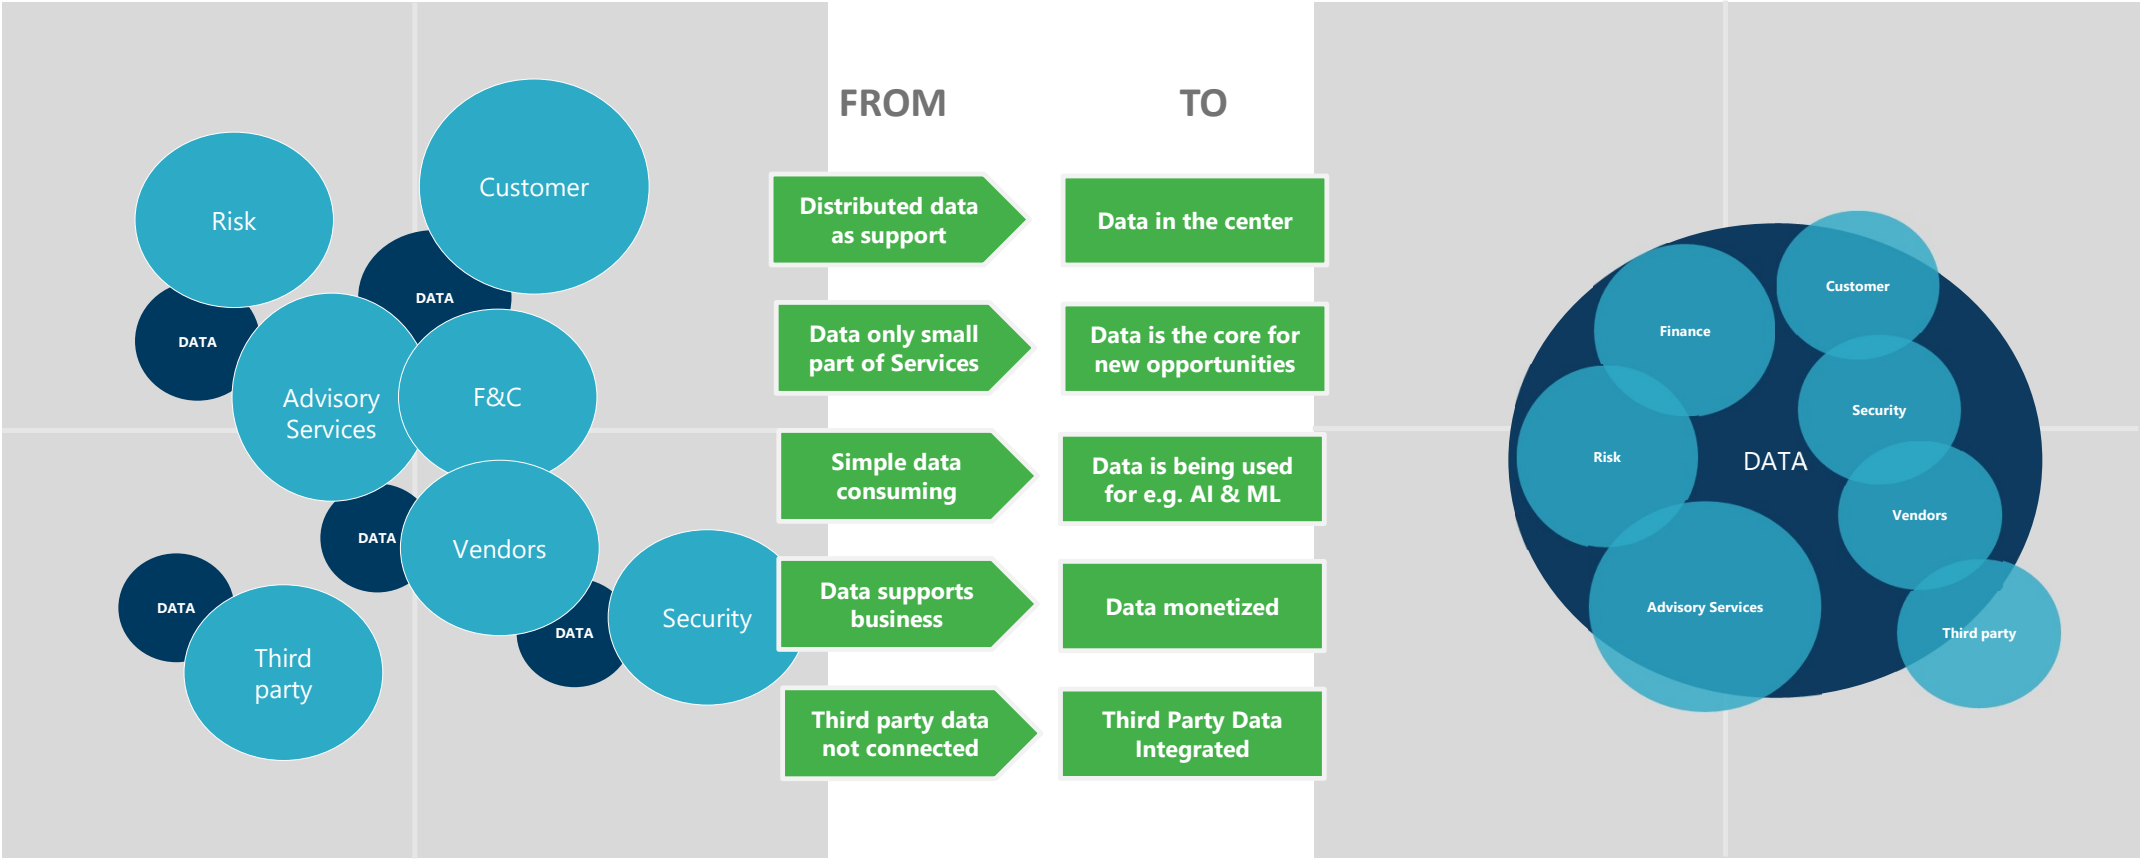 Customer
Risk
DATA
DATA
Advisory
Services
F&C
DATA
Vendors
DATA
Third
party
DATA
Security
FROM
TO
Distributed data
as support
Data in the center
Data only small
part of Services
Data is the core for
new opportunities
Simple data
consuming
Data is being used
for e.g. AI & ML
Data supports
business
Data monetized
Third party data
not connected
Third Party Data
Integrated
Customer
Finance
Security
Risk
DATA
Vendors
Advisory Services
Third party